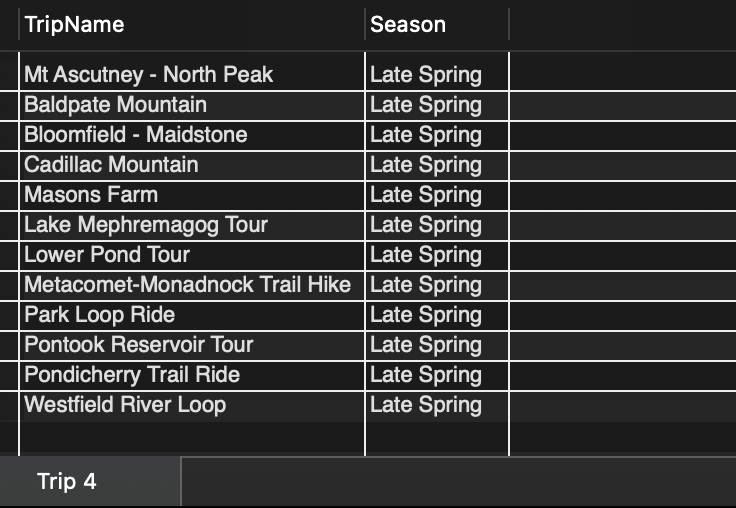 TripName Season
Mt Ascutney - North Peak Late Spring
Baldpate Mountain Late Spring
Bloomfield - Maidstone Late Spring
Cadillac Mountain Late Spring
Masons Farm Late Spring
Lake Mephremagog Tour Late Spring
Lower Pond Tour Late Spring
Metacomet-Monadnock Trail Hike Late Spring
Park Loop Ride Late Spring
Pontook Reservoir Tour Late Spring
Pondicherry Trail Ride Late Spring
Westfield River Loop Late Spring
Trip 4